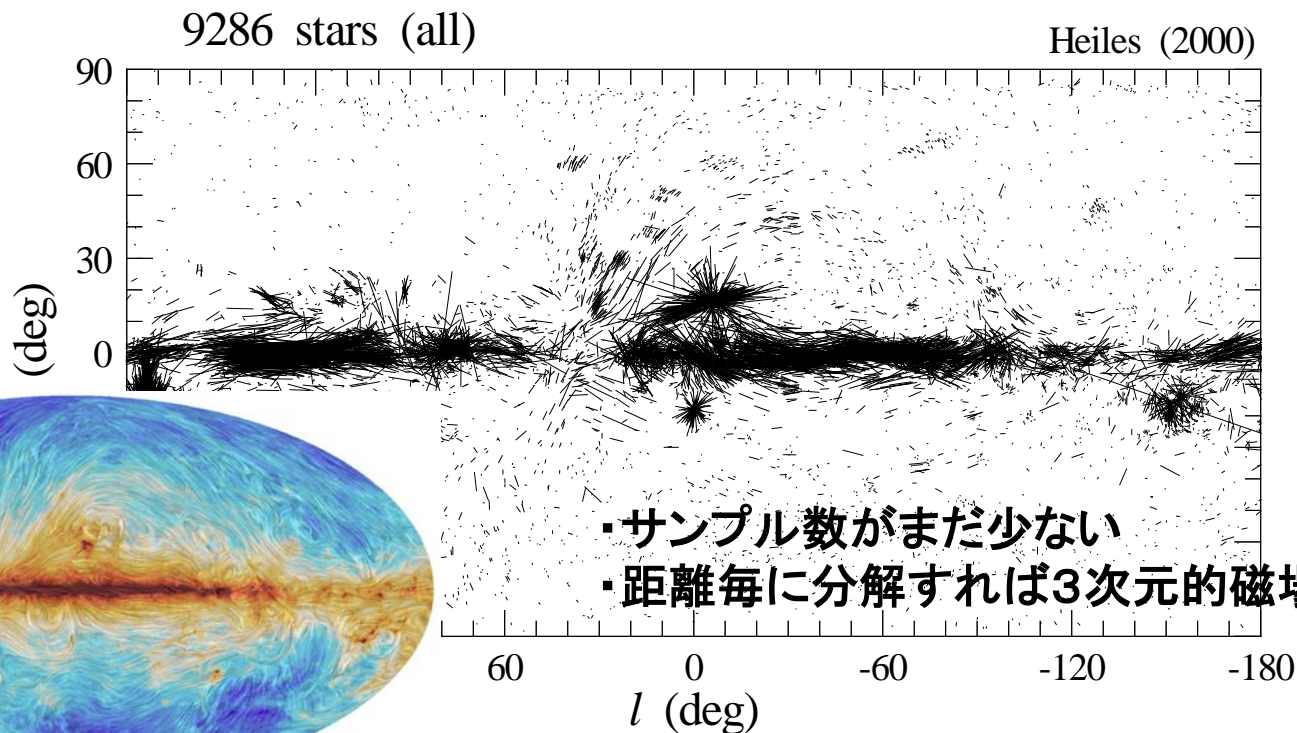 9286 stars (all)
Heiles (2000)
90
60
30
0
(deg)
・サンプル数がまだ少ない
・距離毎に分解すれば３次元的磁場
60 0 -60 -120 -180
l (deg)